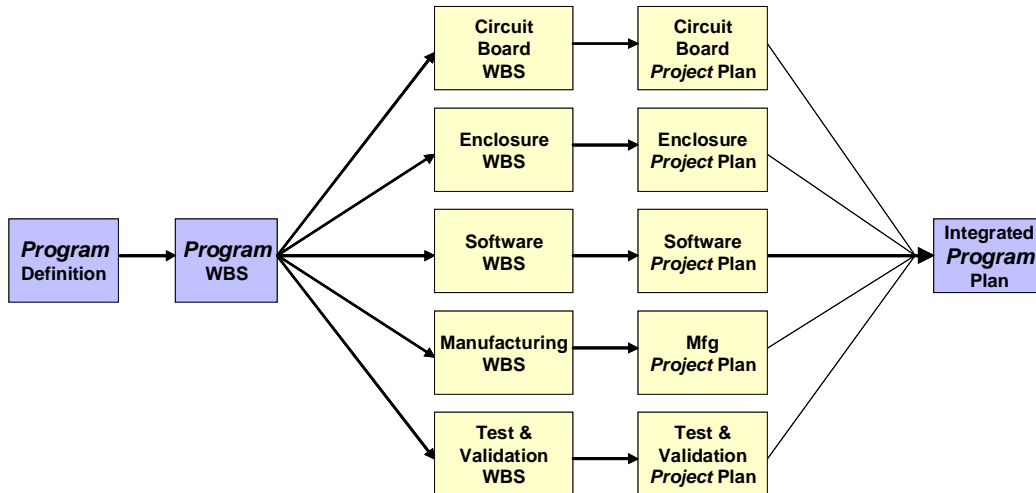 Circuit
Board
WBS
Circuit
Board
Project Plan
Enclosure
WBS
Enclosure
Project Plan
Program
Definition
Program
WBS
Software
WBS
Software
Project Plan
Integrated
Program
Plan
Manufacturing
WBS
Mfg
Project Plan
Test &
Validation
WBS
Test &
Validation
Project Plan